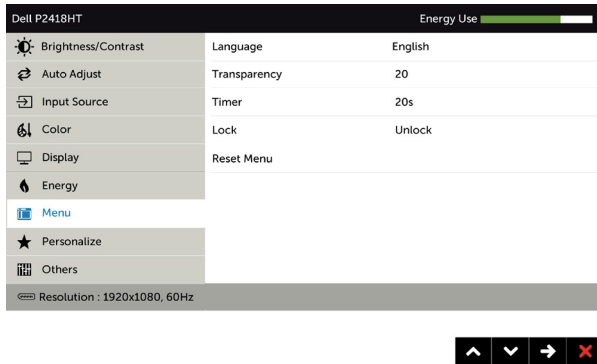 Dell P2418HT Energy Use
Brightness/Contrast Language English
Auto Adjust Transparency 20
Input Source Timer 20s
Color Lock Unlock
Display Reset Menu
Energy
Menu
Personalize
Others
Resolution : 1920x1080, 60Hz